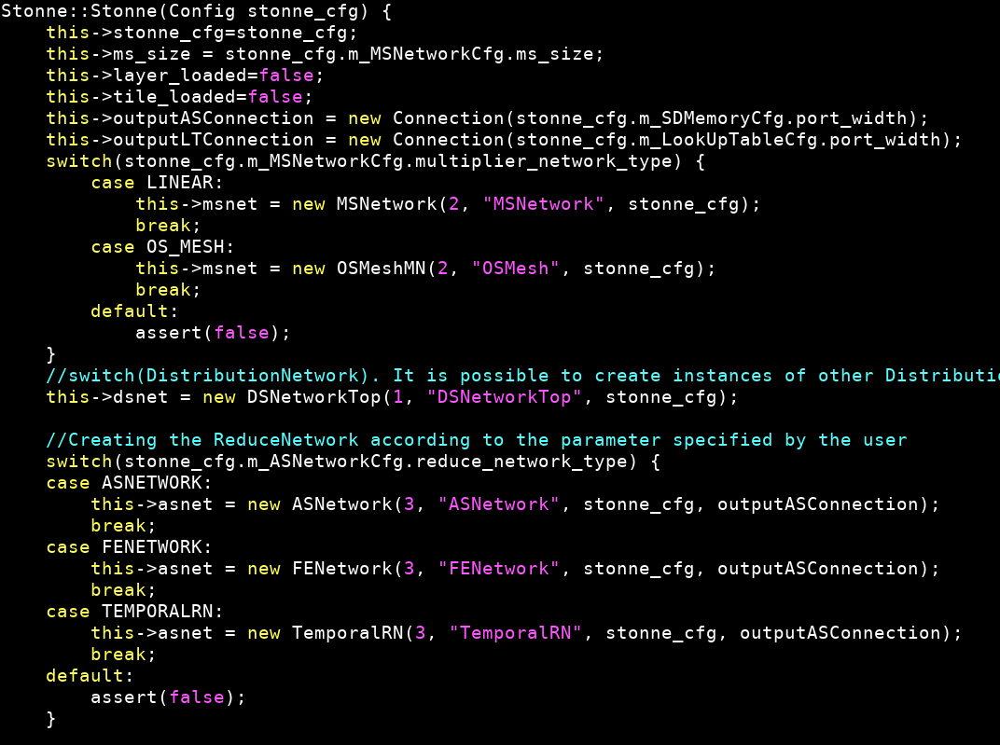 Stonne::Stonne(Config stonne_cfg) {
    this->stonne_cfg=stonne_cfg;
    this->ms_size = stonne_cfg.m_MSNetworkCfg.ms_size;
    this->layer_loaded=false;
    this->tile_loaded=false;
    this->outputASConnection = new Connection(stonne_cfg.m_SDMemoryCfg.port_width);
    this->outputLTConnection = new Connection(stonne_cfg.m_LookUpTableCfg.port_width);
    switch(stonne_cfg.m_MSNetworkCfg.multiplier_network_type) {
        case LINEAR:
            this->msnet = new MSNetwork(2, "MSNetwork", stonne_cfg);
            break;
        case OS_MESH:
            this->msnet = new OSMeshMN(2, "OSMesh", stonne_cfg);
            break;
        default:
            assert(false);
    }
    //switch(DistributionNetwork). It is possible to create instances of other
    this->dsnet = new DSNetworkTop(1, "DSNetworkTop", stonne_cfg);

    //Creating the ReduceNetwork according to the parameter specified by the user
    switch(stonne_cfg.m_ASNetworkCfg.reduce_network_type) {
    case ASNETWORK:
        this->asnet = new ASNetwork(3, "ASNetwork", stonne_cfg, outputASConnection);
        break;
    case FENETWORK:
        this->asnet = new FENetwork(3, "FENetwork", stonne_cfg, outputASConnection);
        break;
    case TEMPORALRN:
        this->asnet = new TemporalRN(3, "TemporalRN", stonne_cfg, outputASConnection);
        break;
    default:
        assert(false);
    }